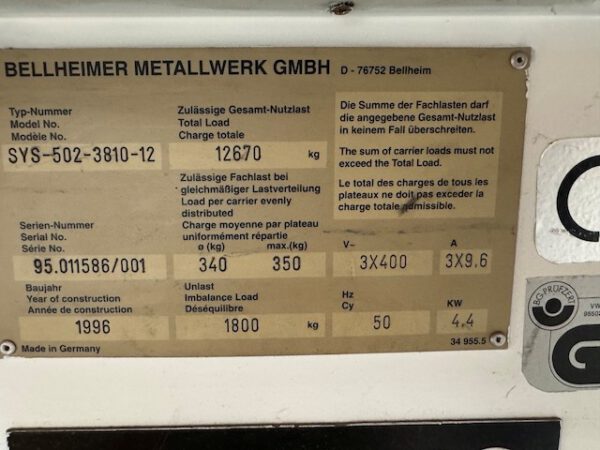 BELLHEIMER METALLWERK GMBH D - 76752 Bellheim
Typ-Nummer
Model No.
Modèle No.
SYS-502-3810-12
Zulässige Gesamt-Nutzlast
Total Load
Charge totale
12670 kg
Die Summe der Fachlasten darf
die angegebene Gesamt-Nutzlast
in keinem Fall überschreiten.
The sum of carrier loads must not
exceed the Total Load.
Le total des charges de tous les
plateaux ne doit pas exceder la
charge totale admissible.
Zulässige Fachlast bei
gleichmäßiger Lastverteilung
Load per carrier evenly
distributed
Charge moyenne par plateau
uniformément répartie
ø (kg) max.(kg)
340 350
Serien-Nummer
Serial No.
Série No.
95.011586/001
V~
3X400
A
3X9.6
Baujahr
Year of construction
Année de construction
1996
Unlast
Imbalance Load
Déséquilibre
1800 kg
Hz
Cy
50
KW
4.4
Made in Germany
34 955.5
BG-PRÜFZERT
VW